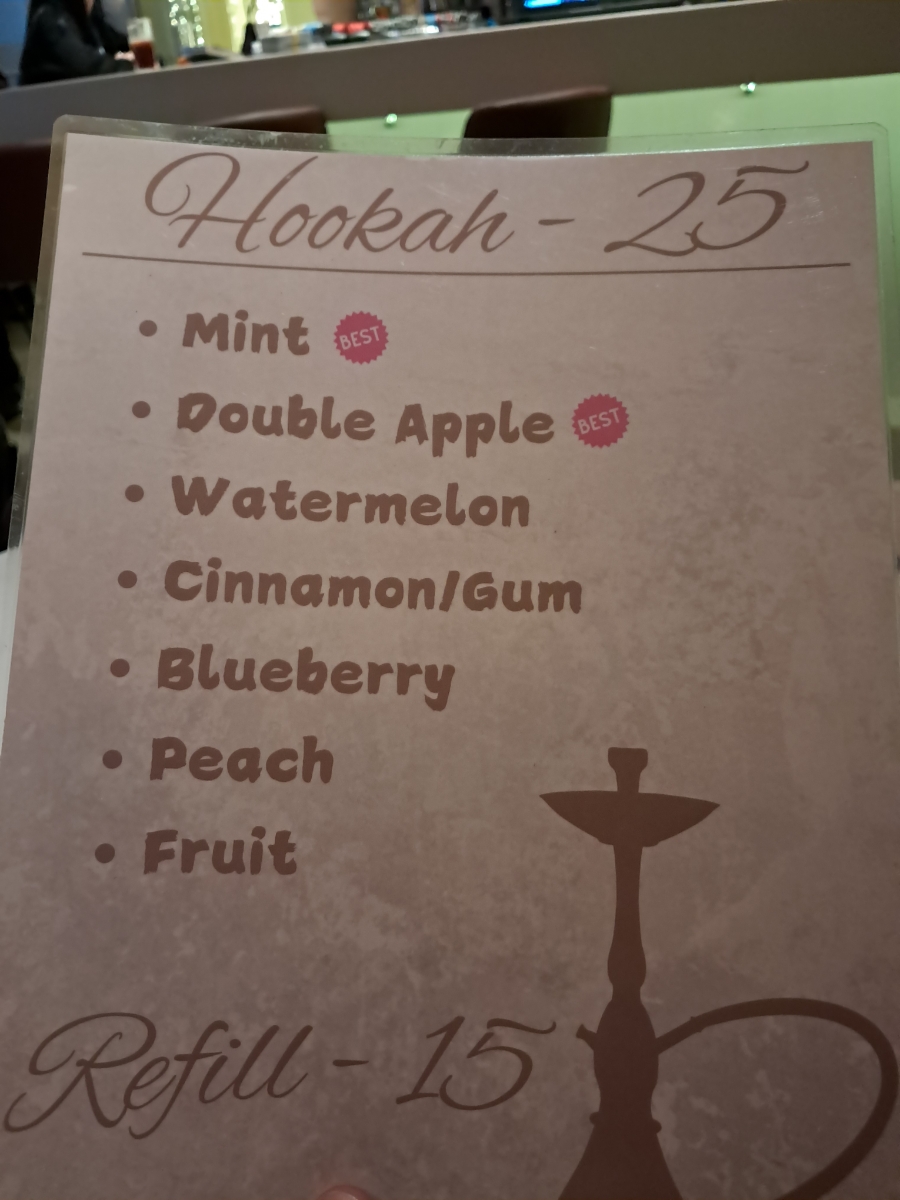 Hookah - 25
• Mint BEST
• Double Apple BEST
• Watermelon
• Cinnamon/Gum
• Blueberry
• Peach
• Fruit
Refill - 15